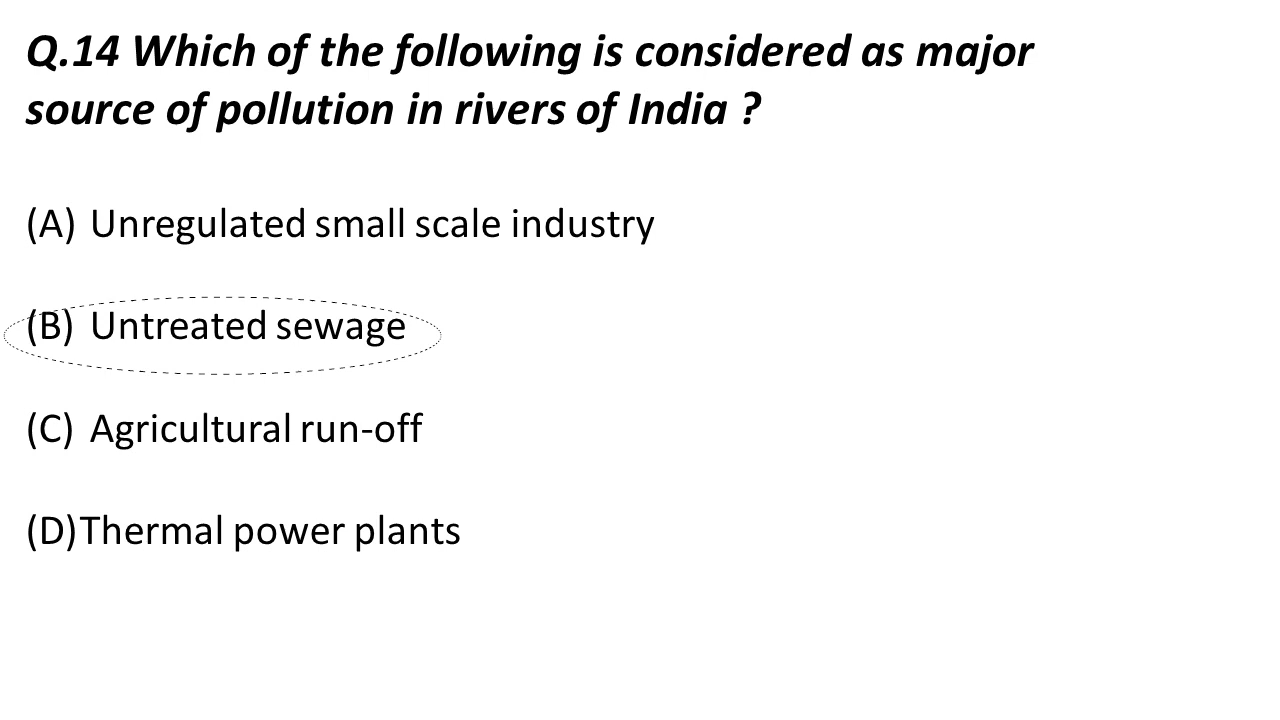 Q.14 Which of the following is considered as major
source of pollution in rivers of India ?
(A) Unregulated small scale industry
(B) Untreated sewage
(C) Agricultural run-off
(D)Thermal power plants